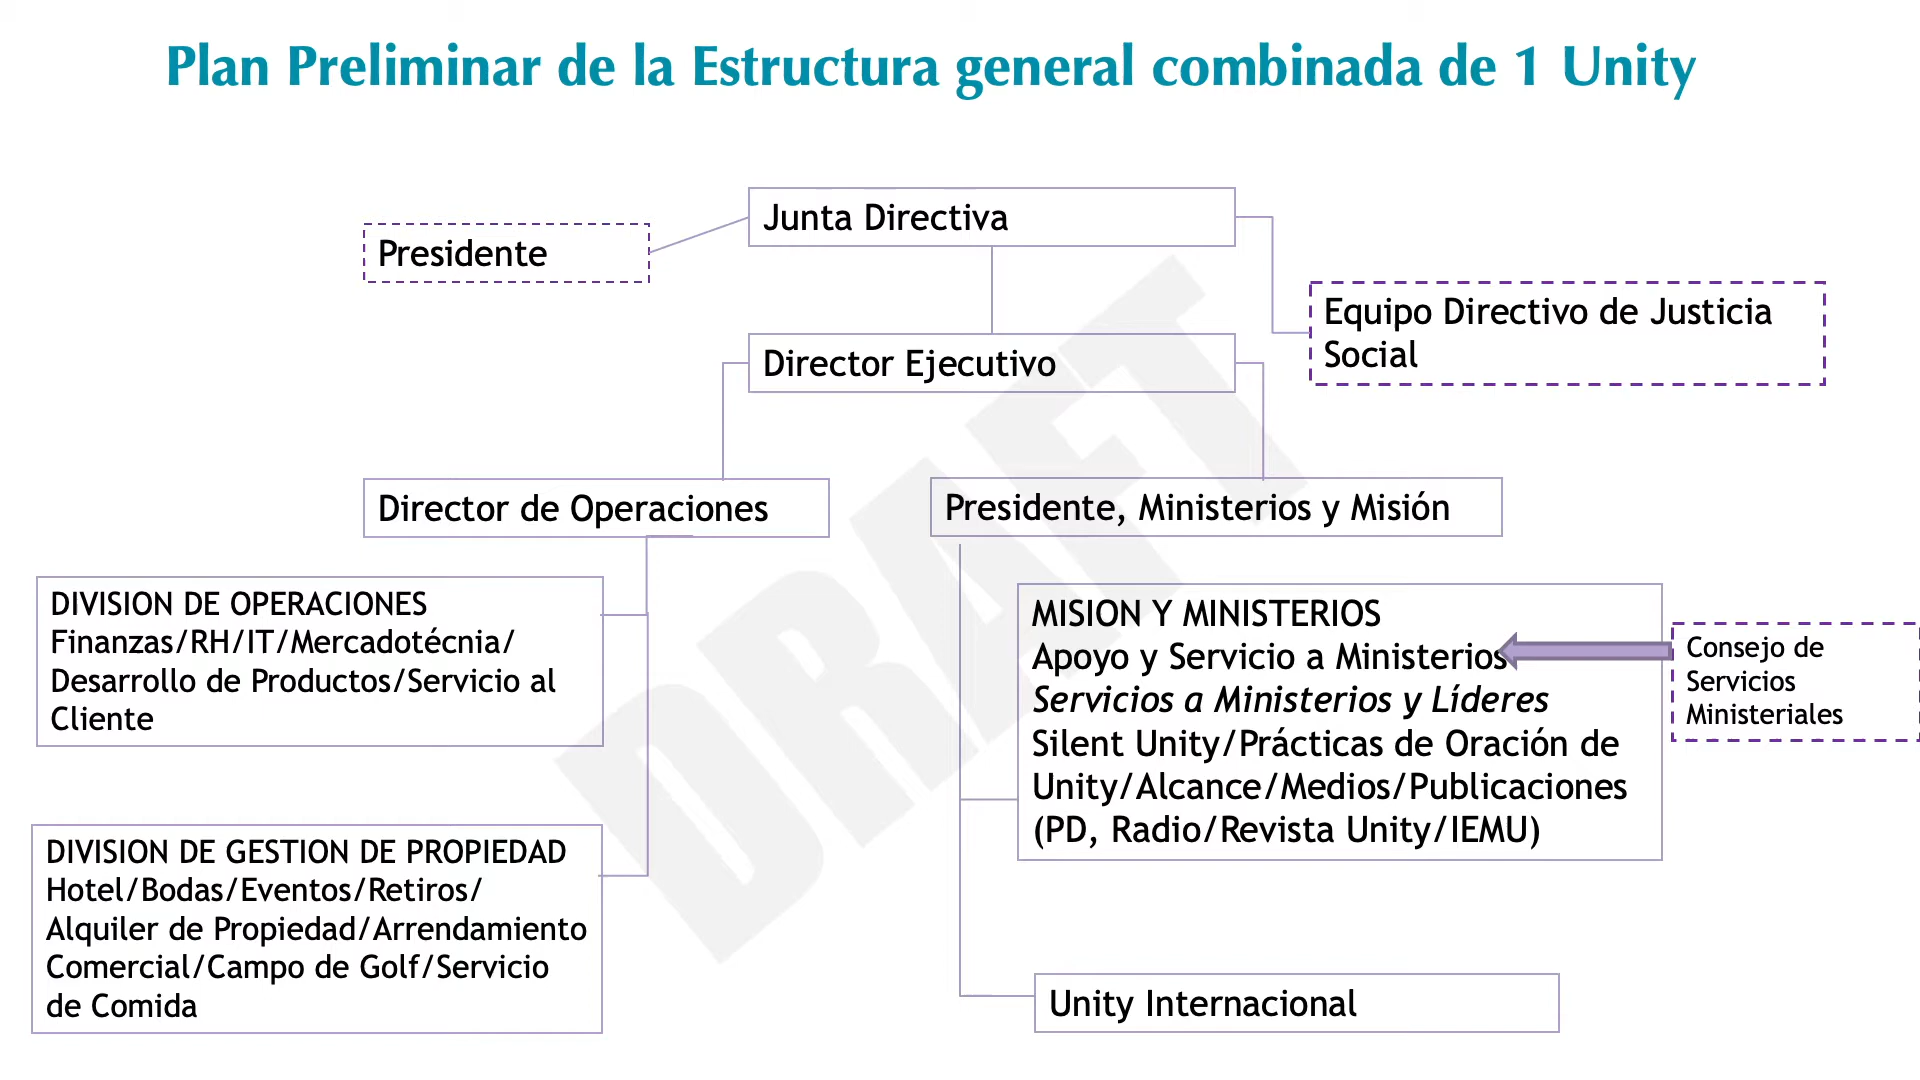 Plan Preliminar de la Estructura general combinada de 1 Unity
Junta Directiva
Presidente
Equipo Directivo de Justicia
Social
Director Ejecutivo
Director de Operaciones
Presidente, Ministerios y Misión
DIVISION DE OPERACIONES
Finanzas/RH/IT/Mercadotécnia/
Desarrollo de Productos/Servicio al
Cliente
MISION Y MINISTERIOS
Apoyo y Servicio a Ministerios
Servicios a Ministerios y Líderes
Silent Unity/Prácticas de Oración de
Unity/Alcance/Medios/Publicaciones
(PD, Radio/Revista Unity/IEMU)
Consejo de
Servicios
Ministeriales
DIVISION DE GESTION DE PROPIEDAD
Hotel/Bodas/Eventos/Retiros/
Alquiler de Propiedad/Arrendamiento
Comercial/Campo de Golf/Servicio
de Comida
Unity Internacional
DRAFT